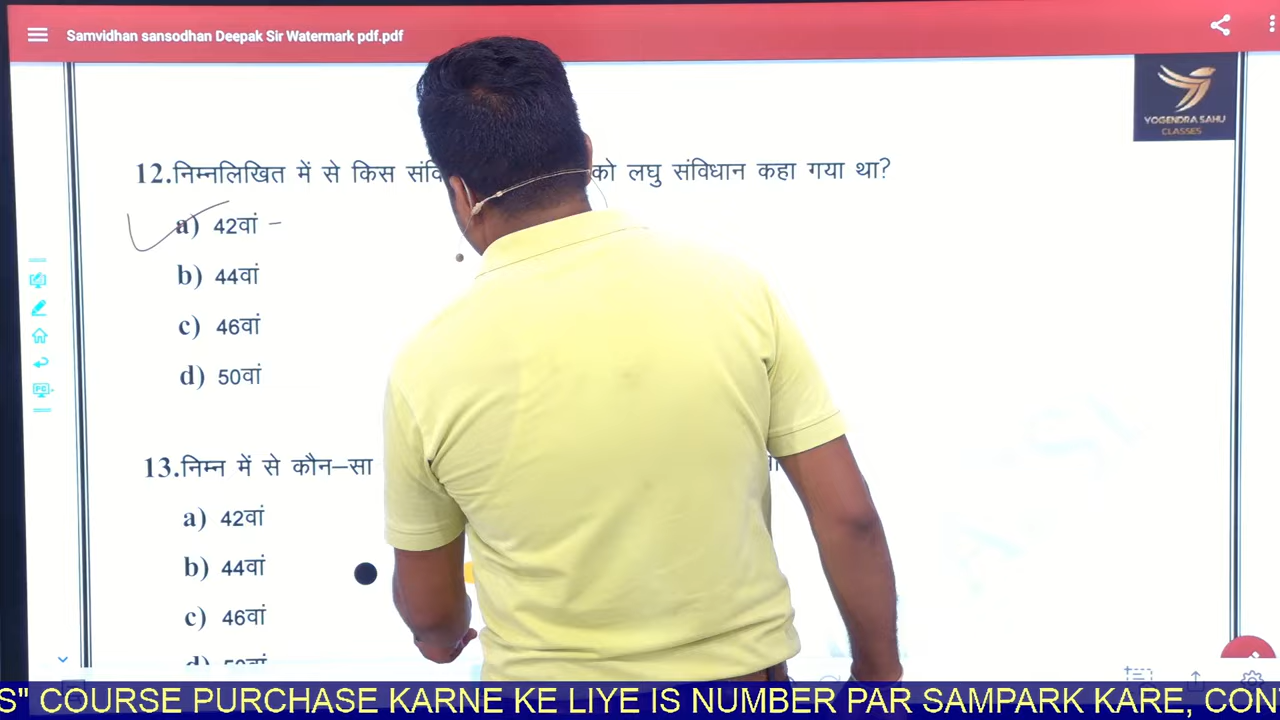 Samvidhan sansodhan Deepak Sir Watermark pdf.pdf
YOGENDRA SAHU
CLASSES
12.निम्नलिखित में से किस को लघु संविधान कहा गया था?
a) 42वां
b) 44वां
c) 46वां
d) 50वां
13.निम्न में से कौन–सा
a) 42वां
b) 44वां
c) 46वां
S" COURSE PURCHASE KARNE KE LIYE IS NUMBER PAR SAMPARK KARE,